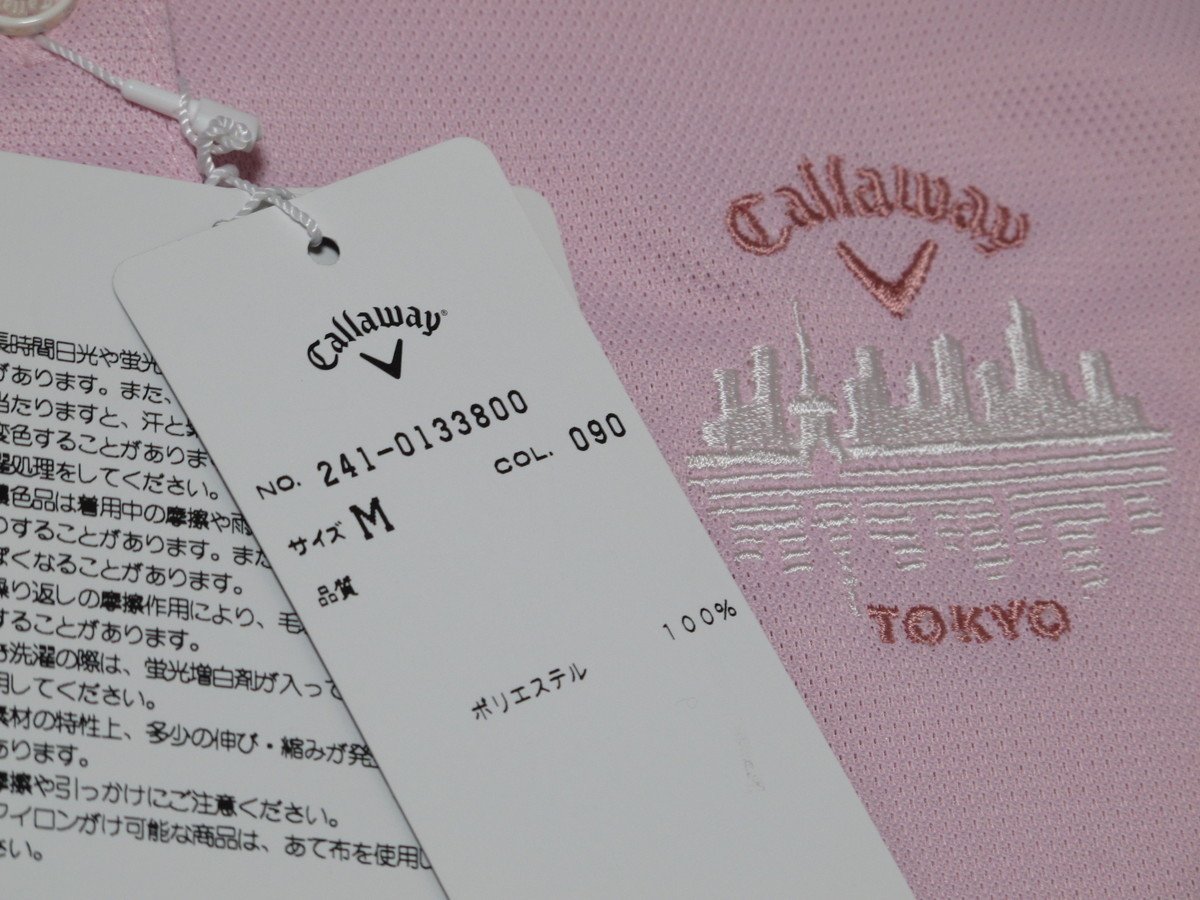 Callaway
TOKYO
Callaway®
NO. 241-0133800
COL. 090
サイズ M
品質
100%
ポリエステル
長時間日光や蛍光
があります。また、
当たりますと、汗と
変色することがありま
処理をしてください。
色品は着用中の摩擦や雨
りすることがあります。また
ぽくなることがあります。
繰り返しの摩擦作用により、毛
することがあります。
洗濯の際は、蛍光増白剤が入って
用してください。
素材の特性上、多少の伸び・縮みが発
あります。
摩擦や引っかけにご注意ください。
アイロンがけ可能な商品は、あて布を使用し
さい。